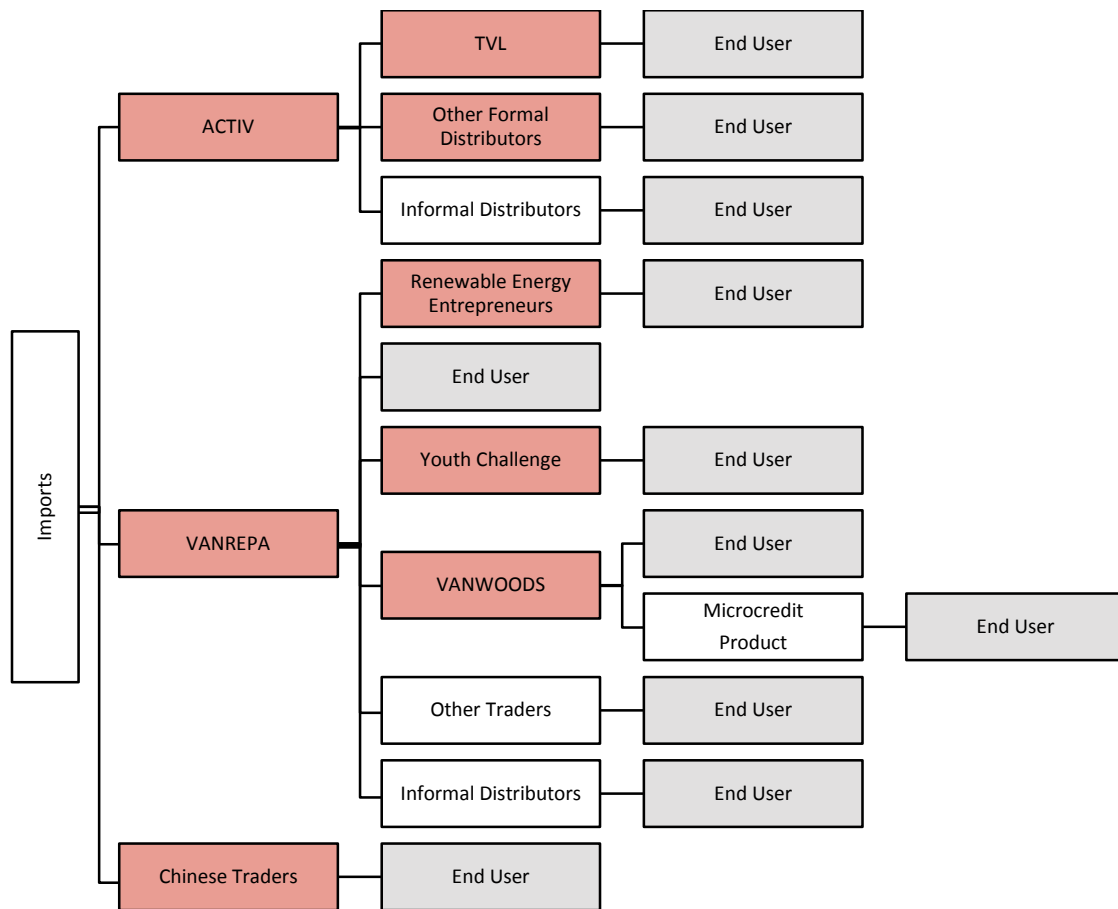 TVL
End User
ACTIV
Other Formal
Distributors
End User
Informal Distributors
End User
Renewable Energy
Entrepreneurs
End User
End User
Imports
Youth Challenge
End User
VANREPA
VANWOODS
End User
Microcredit
Product
End User
Other Traders
End User
Informal Distributors
End User
Chinese Traders
End User